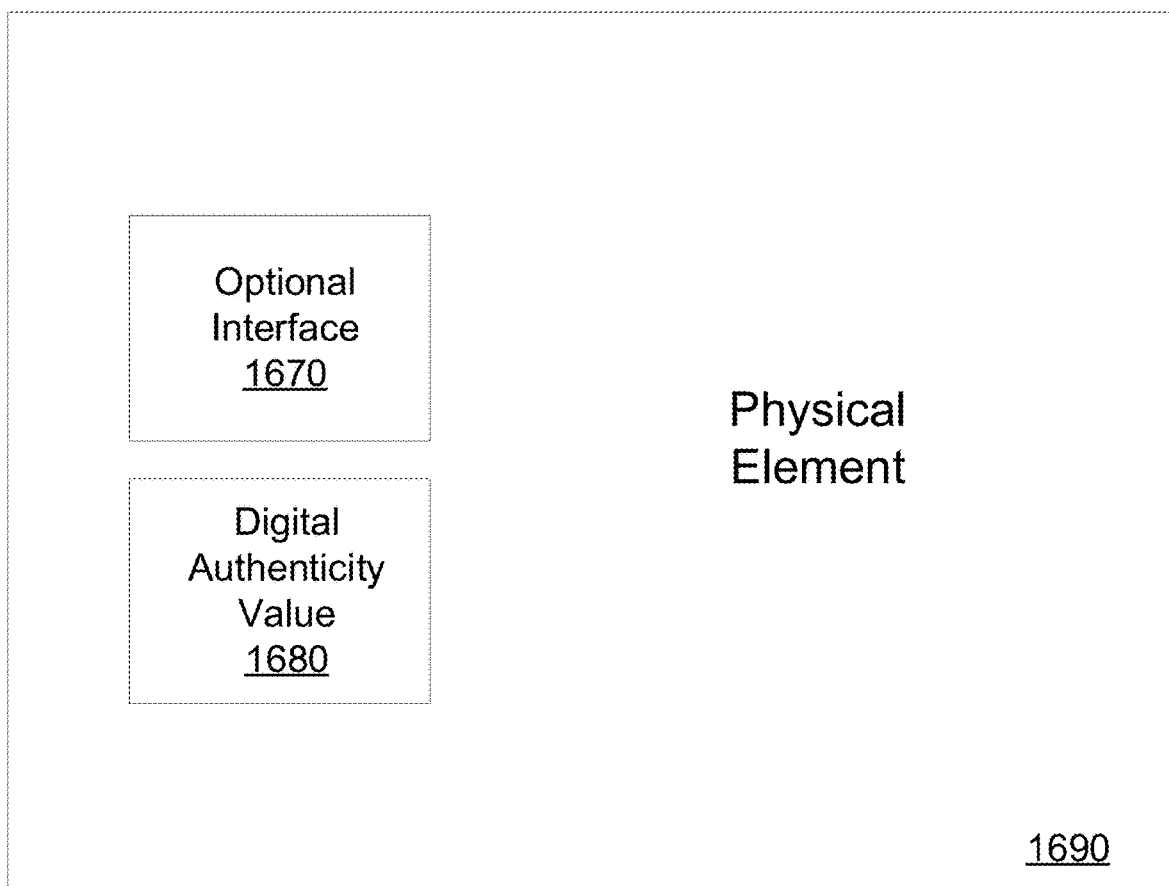 Optional
Interface
1670
Digital
Authenticity
Value
1680
Physical
Element
1690